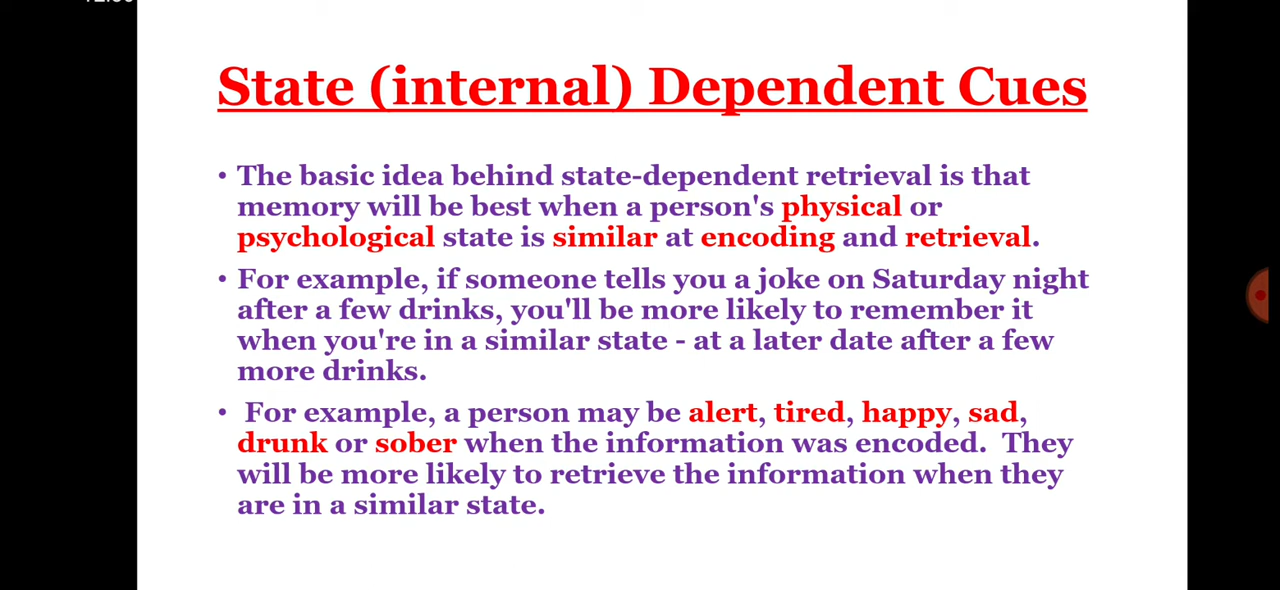 State (internal) Dependent Cues
• The basic idea behind state-dependent retrieval is that
memory will be best when a person's physical or
psychological state is similar at encoding and retrieval.
• For example, if someone tells you a joke on Saturday night
after a few drinks, you'll be more likely to remember it
when you're in a similar state - at a later date after a few
more drinks.
• For example, a person may be alert, tired, happy, sad,
drunk or sober when the information was encoded. They
will be more likely to retrieve the information when they
are in a similar state.